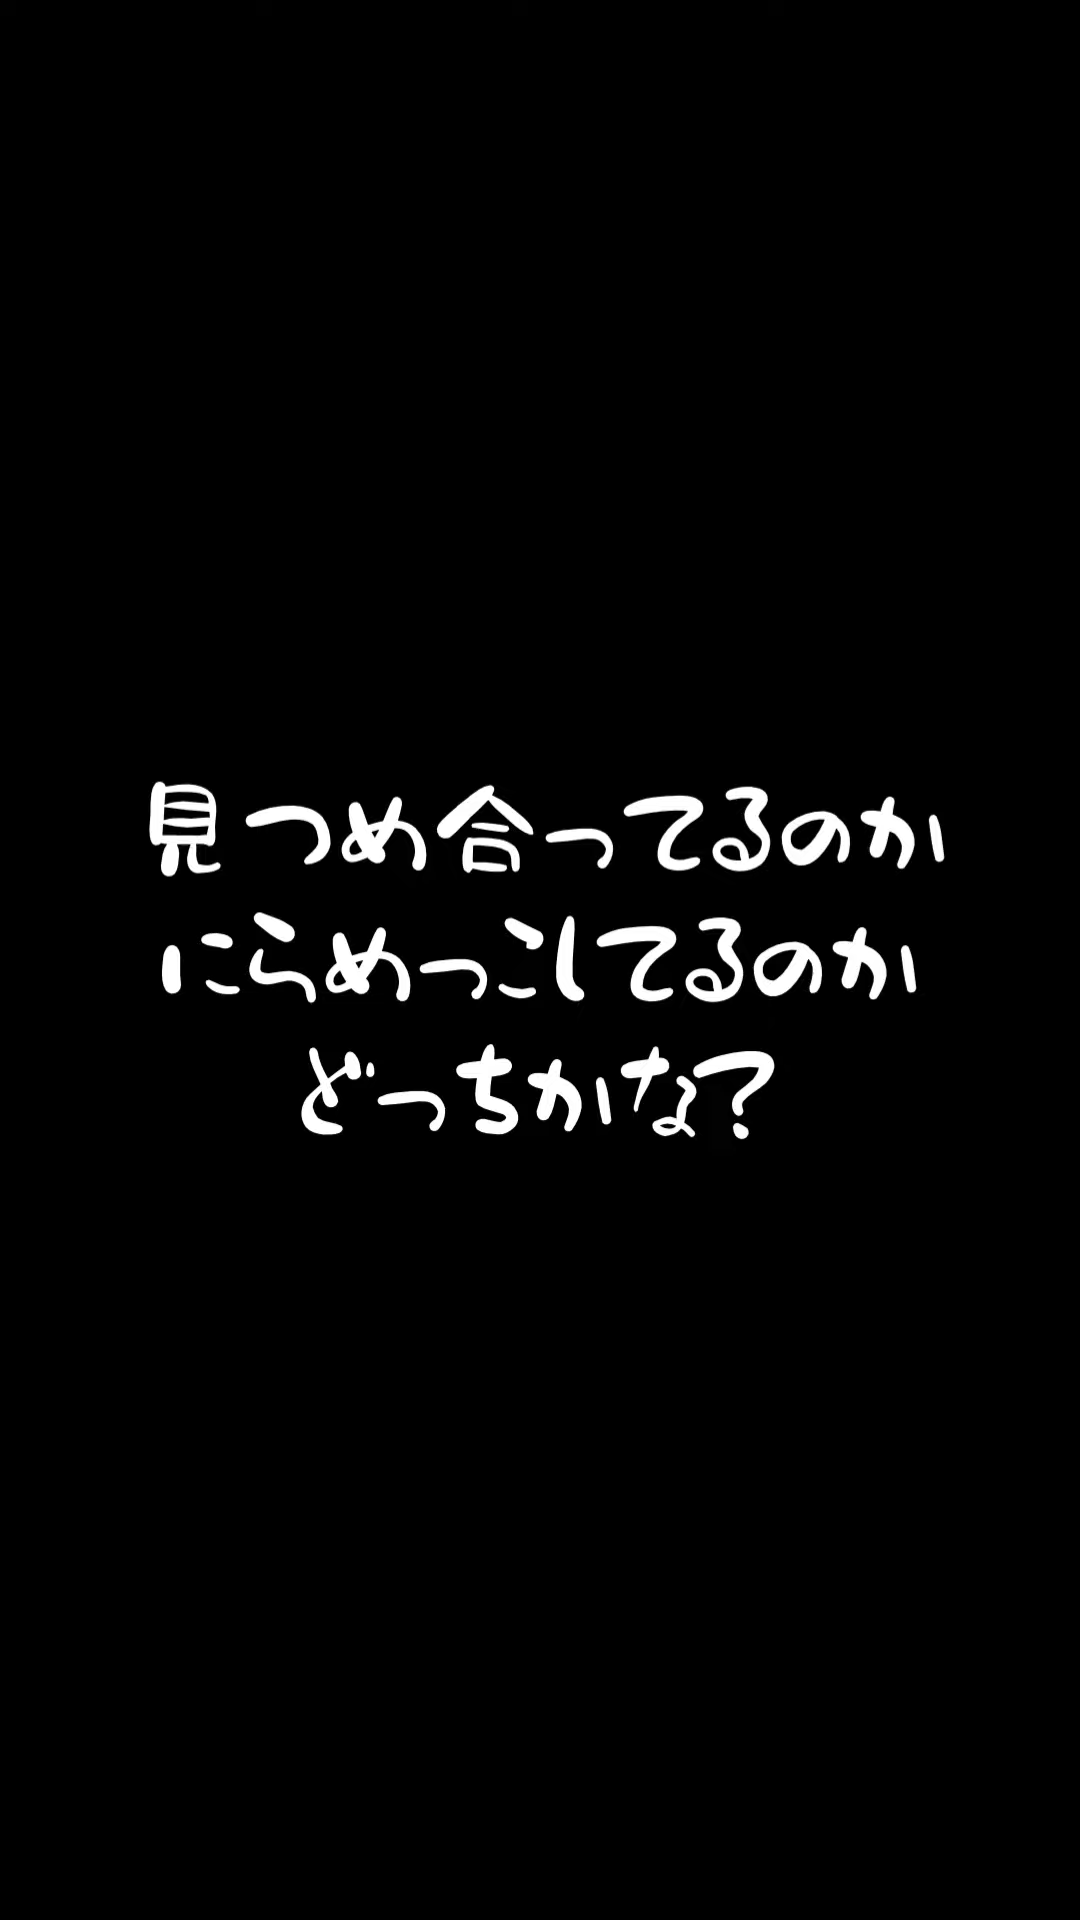 見つめ合ってるのか
にらめっこしてるのか
どっちかな?